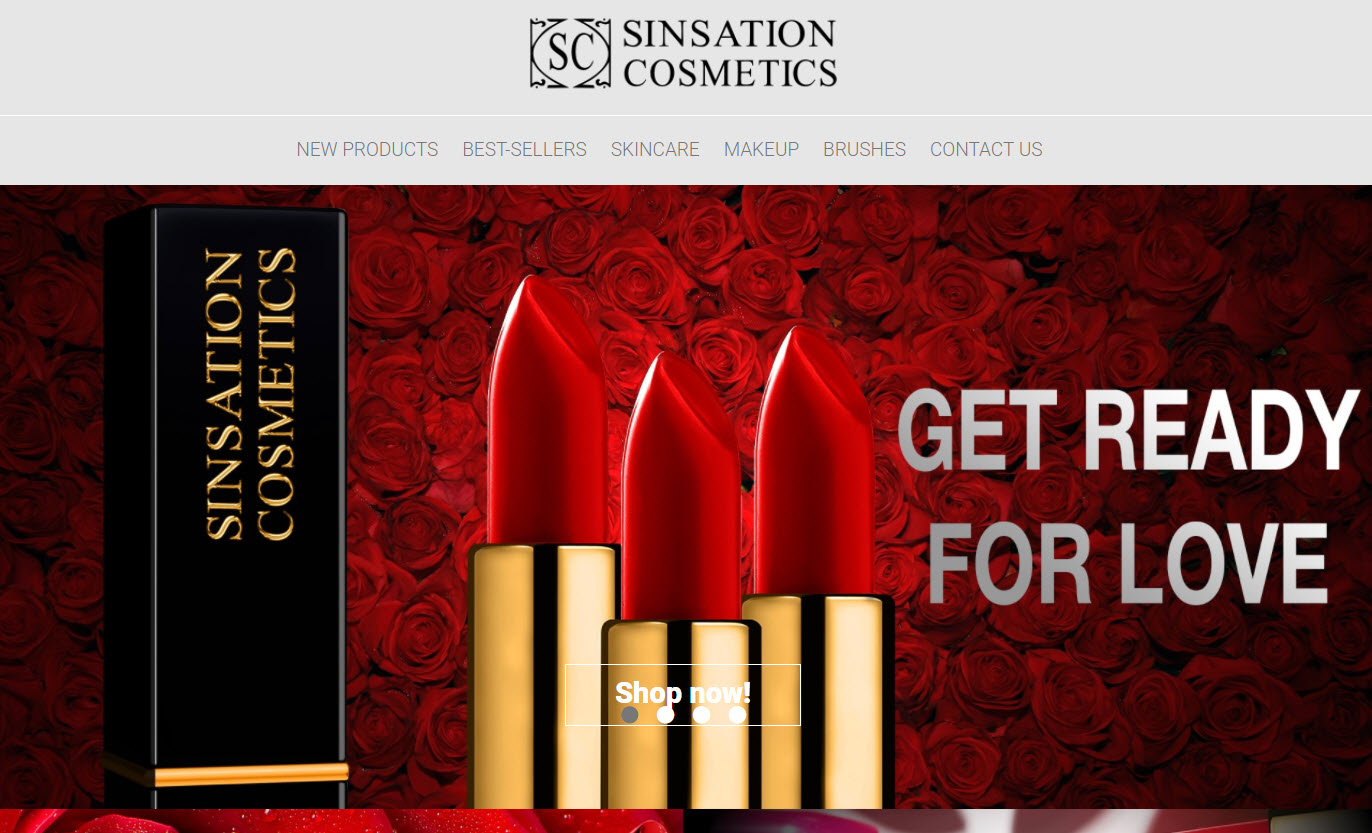 SC
SINSATION
COSMETICS
NEW PRODUCTS BEST-SELLERS SKINCARE MAKEUP BRUSHES CONTACT US
SINSATION
COSMETICS
GET READY
FOR LOVE
Shop now!